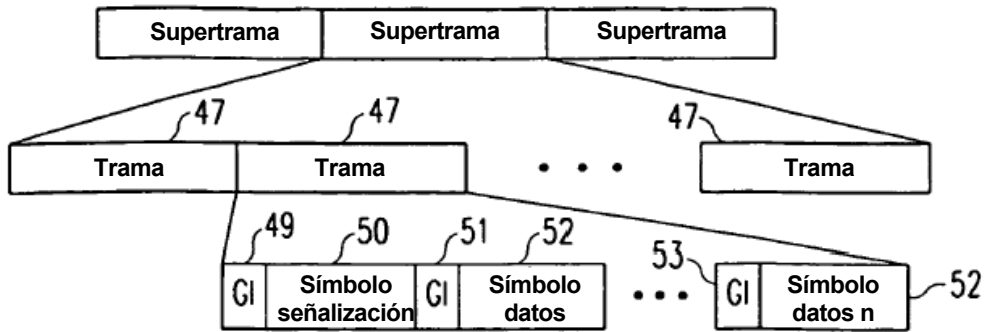 Supertrama Supertrama Supertrama
47 47 47
Trama Trama Trama
49 50 51 52
53
GI Símbolo señalización GI Símbolo datos GI Símbolo datos n 52